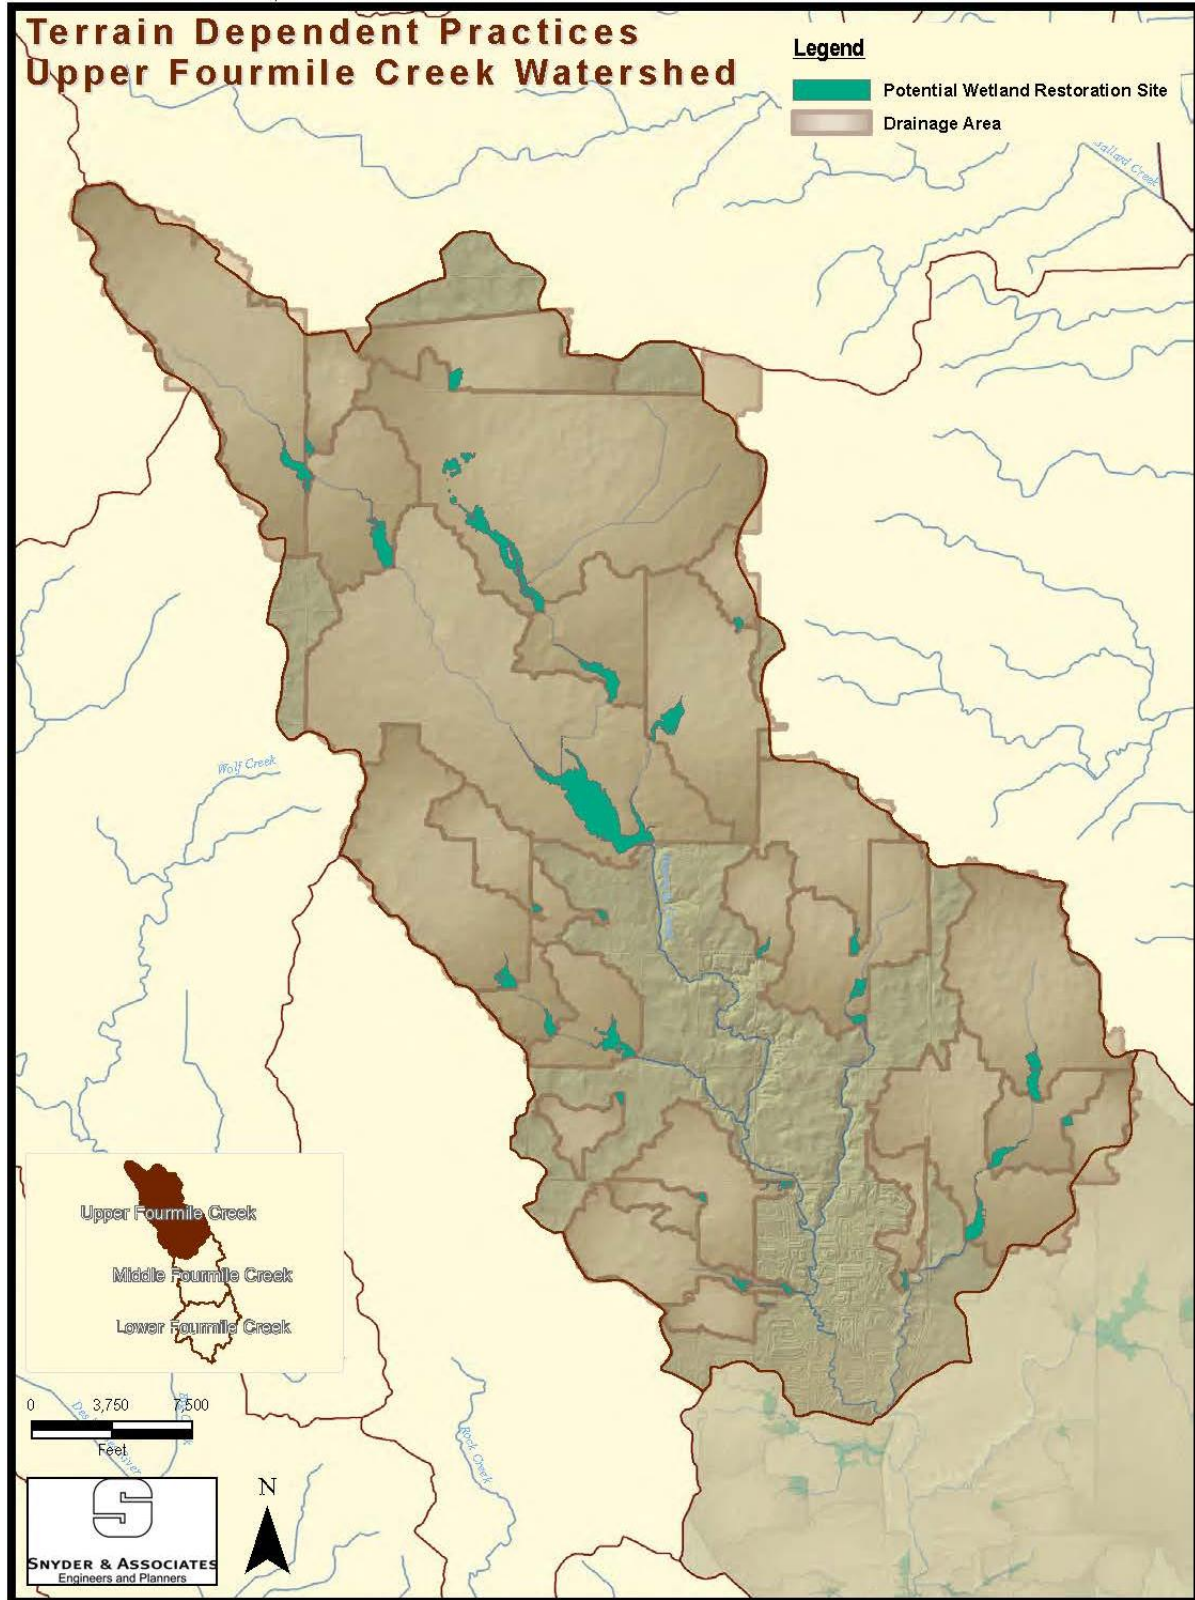 Terrain Dependent Practices
Upper Fourmile Creek Watershed
Legend
Potential Wetland Restoration Site
Drainage Area
Ballard Creek
Wolf Creek
Upper Fourmile Creek
Middle Fourmile Creek
Lower Fourmile Creek
0 3,750 7,500
Feet
Rock Creek
N
S
SNYDER & ASSOCIATES
Engineers and Planners